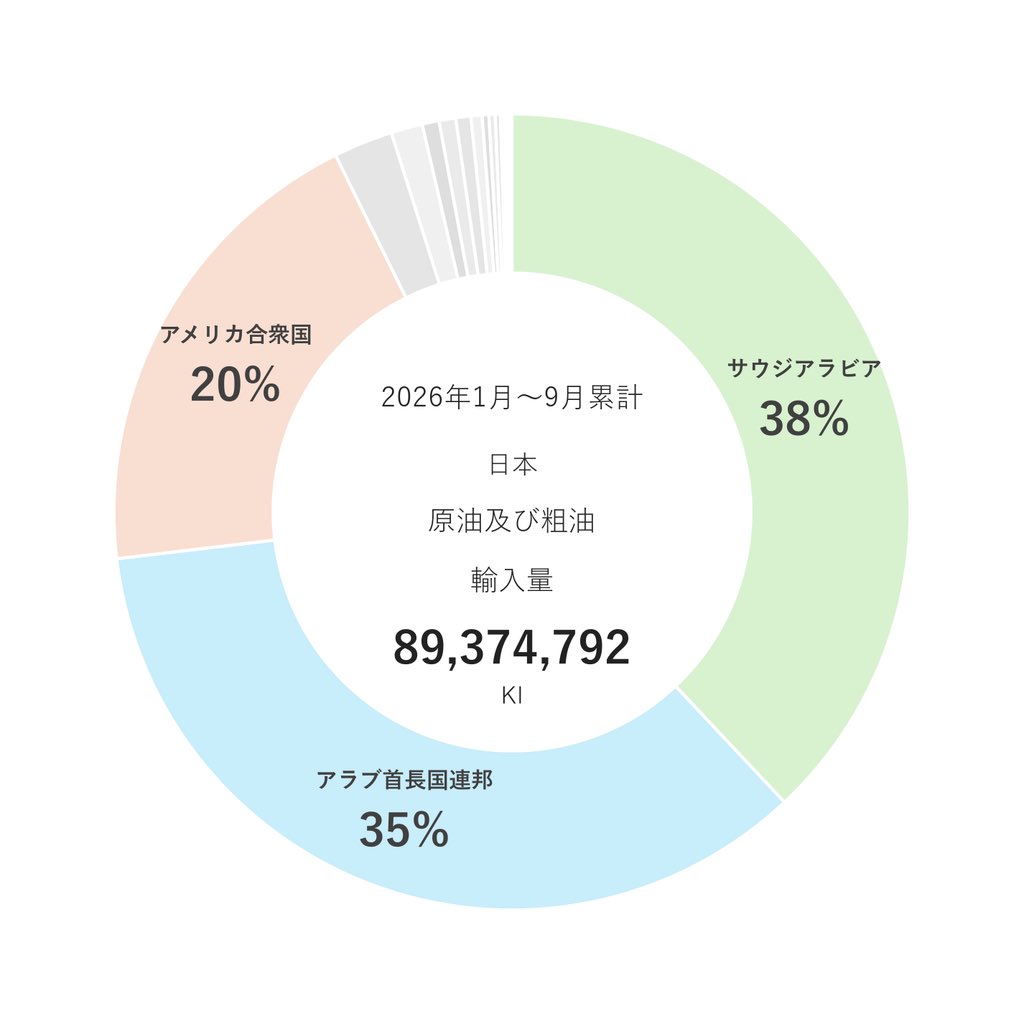 アメリカ合衆国
20%
サウジアラビア
38%
2026年1月～9月累計
日本
原油及び粗油
輸入量
89,374,792
Kl
アラブ首長国連邦
35%